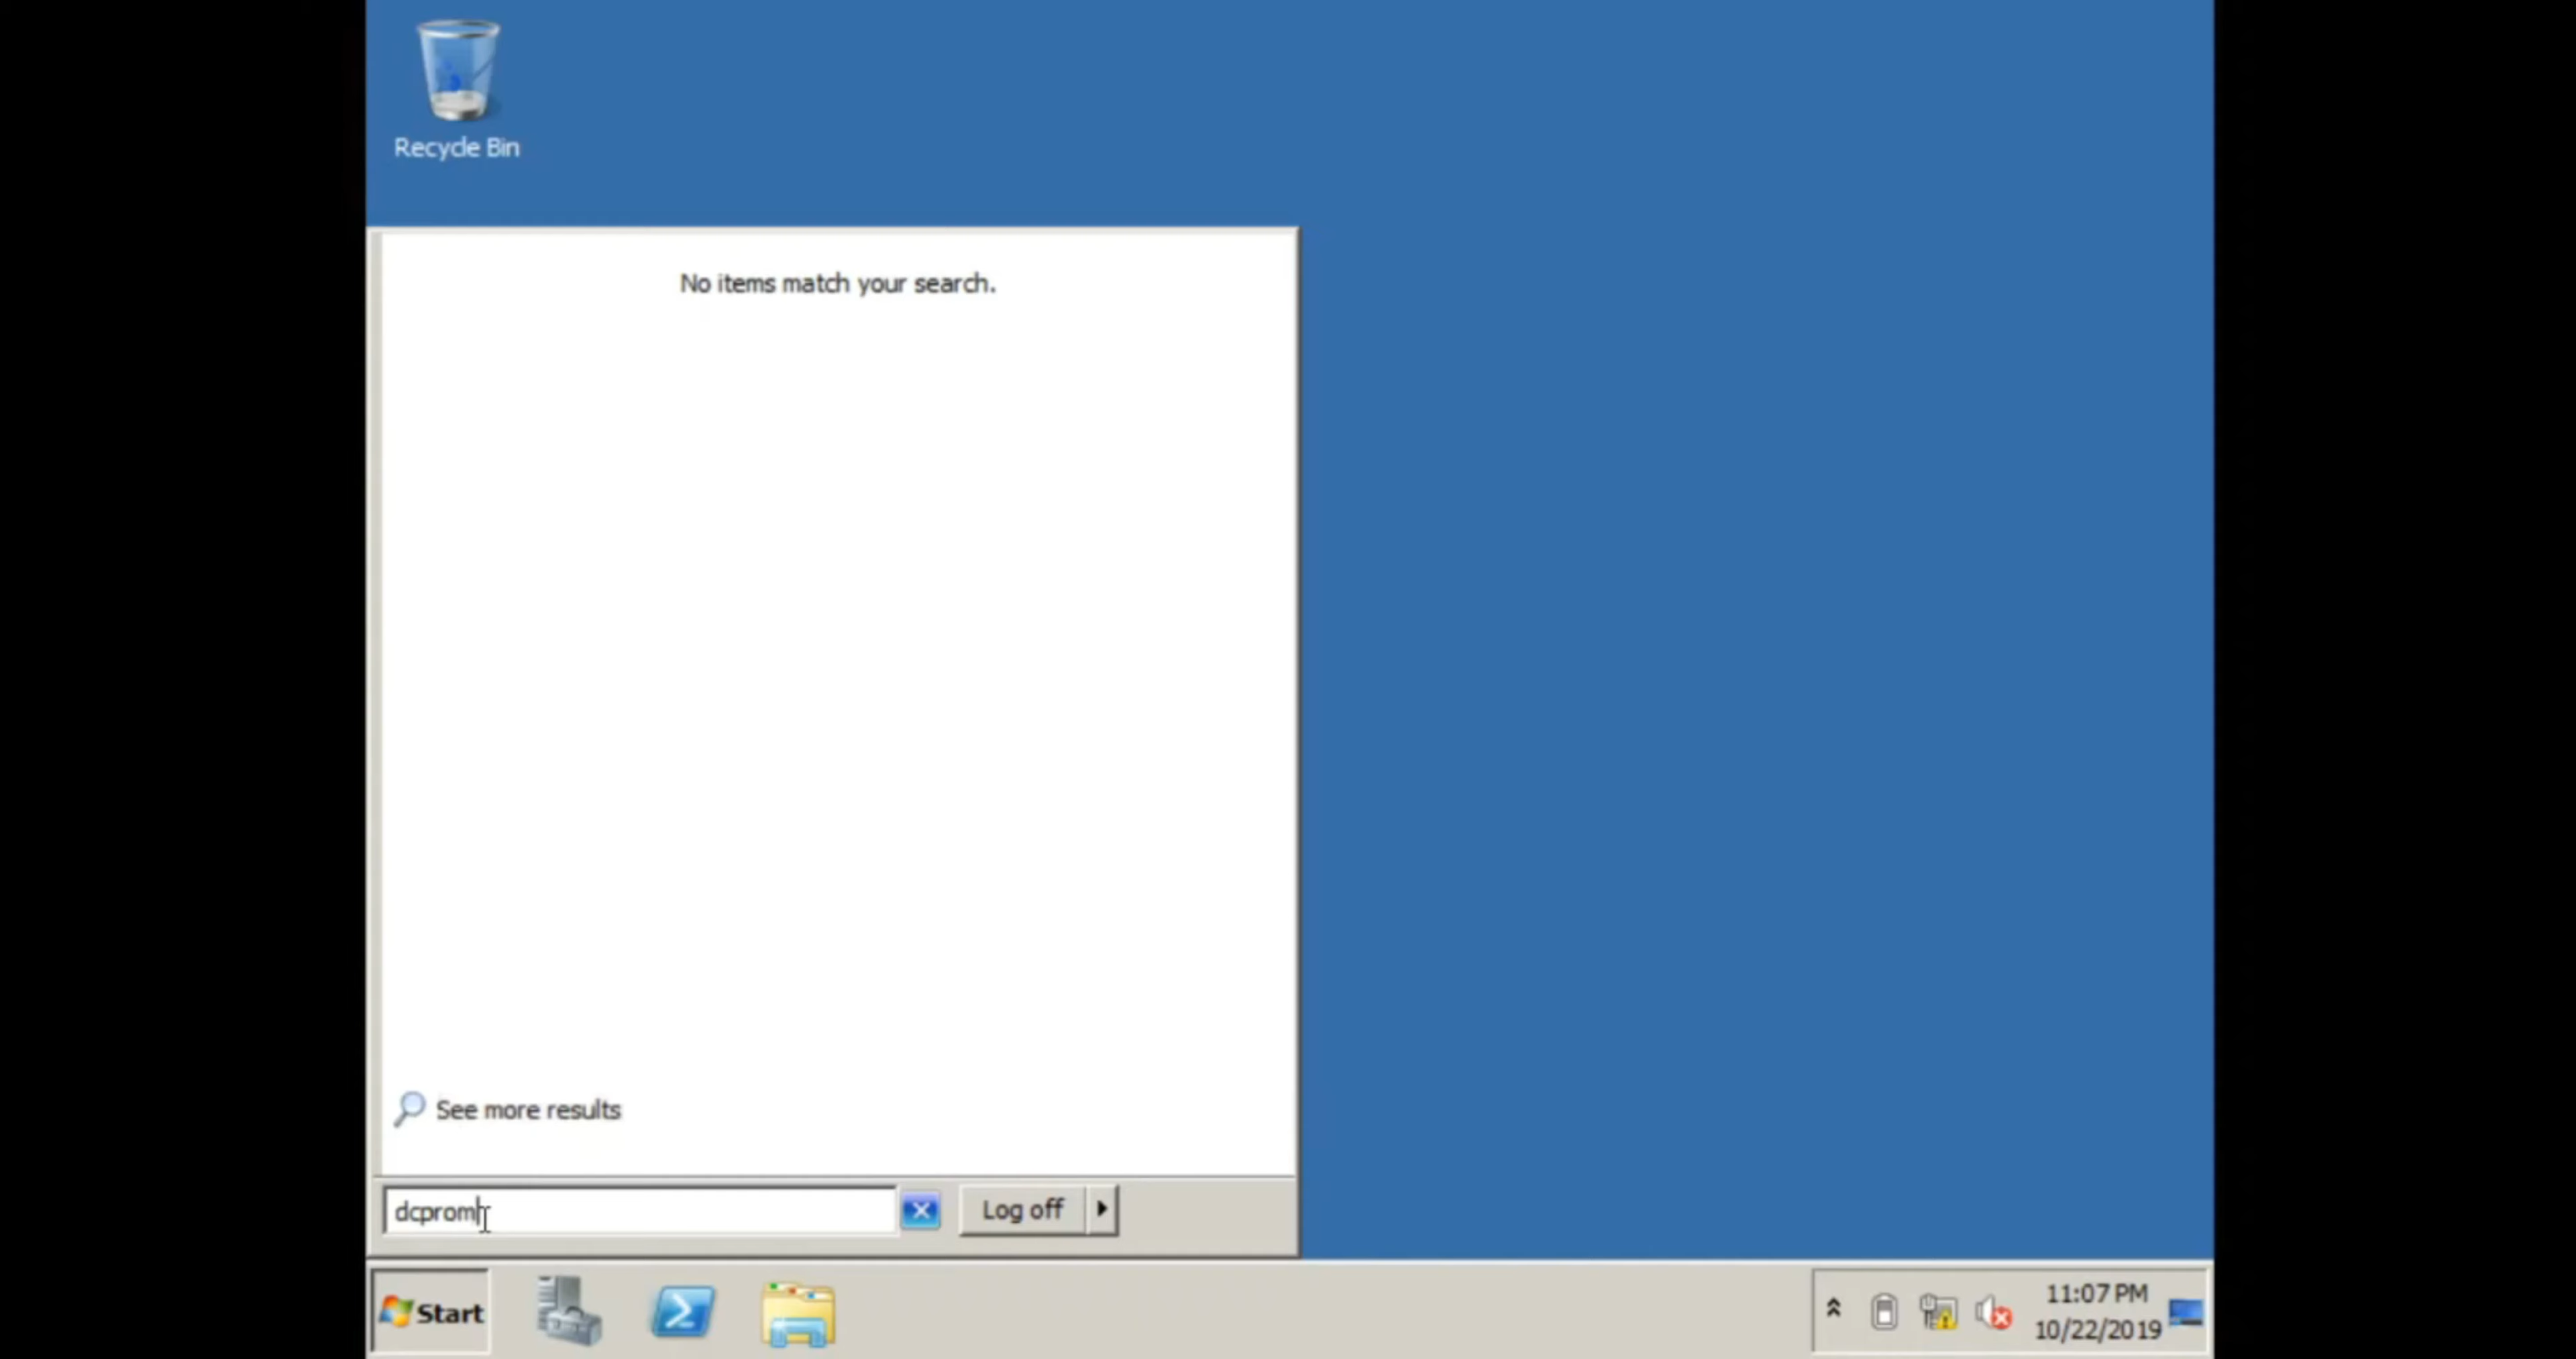 Recycle Bin
No items match your search.
See more results
dcprom
Log off
Start
11:07 PM
10/22/2019